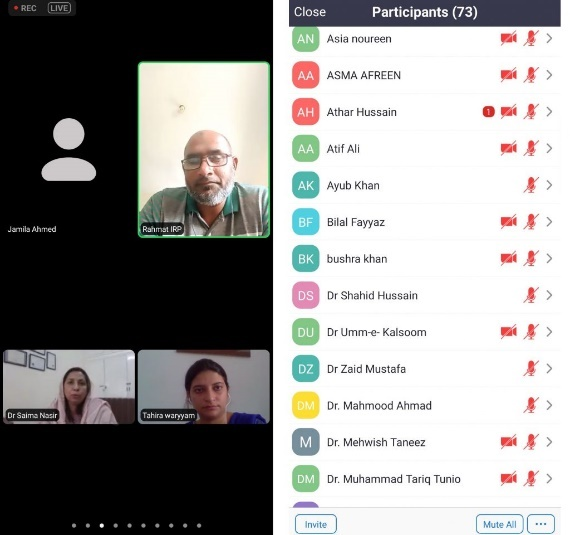 REC LIVE
Jamila Ahmed
Rahmat IRP
Dr Saima Nasir
Tahira waryyam
Close Participants (73)
AN Asia noureen
AA ASMA AFREEN
AH Athar Hussain 1
AA Atif Ali
AK Ayub Khan
BF Bilal Fayyaz
BK bushra khan
DS Dr Shahid Hussain
DU Dr Umm-e- Kalsoom
DZ Dr Zaid Mustafa
DM Dr. Mahmood Ahmad
M Dr. Mehwish Taneez
DM Dr. Muhammad Tariq Tunio
Invite Mute All ...